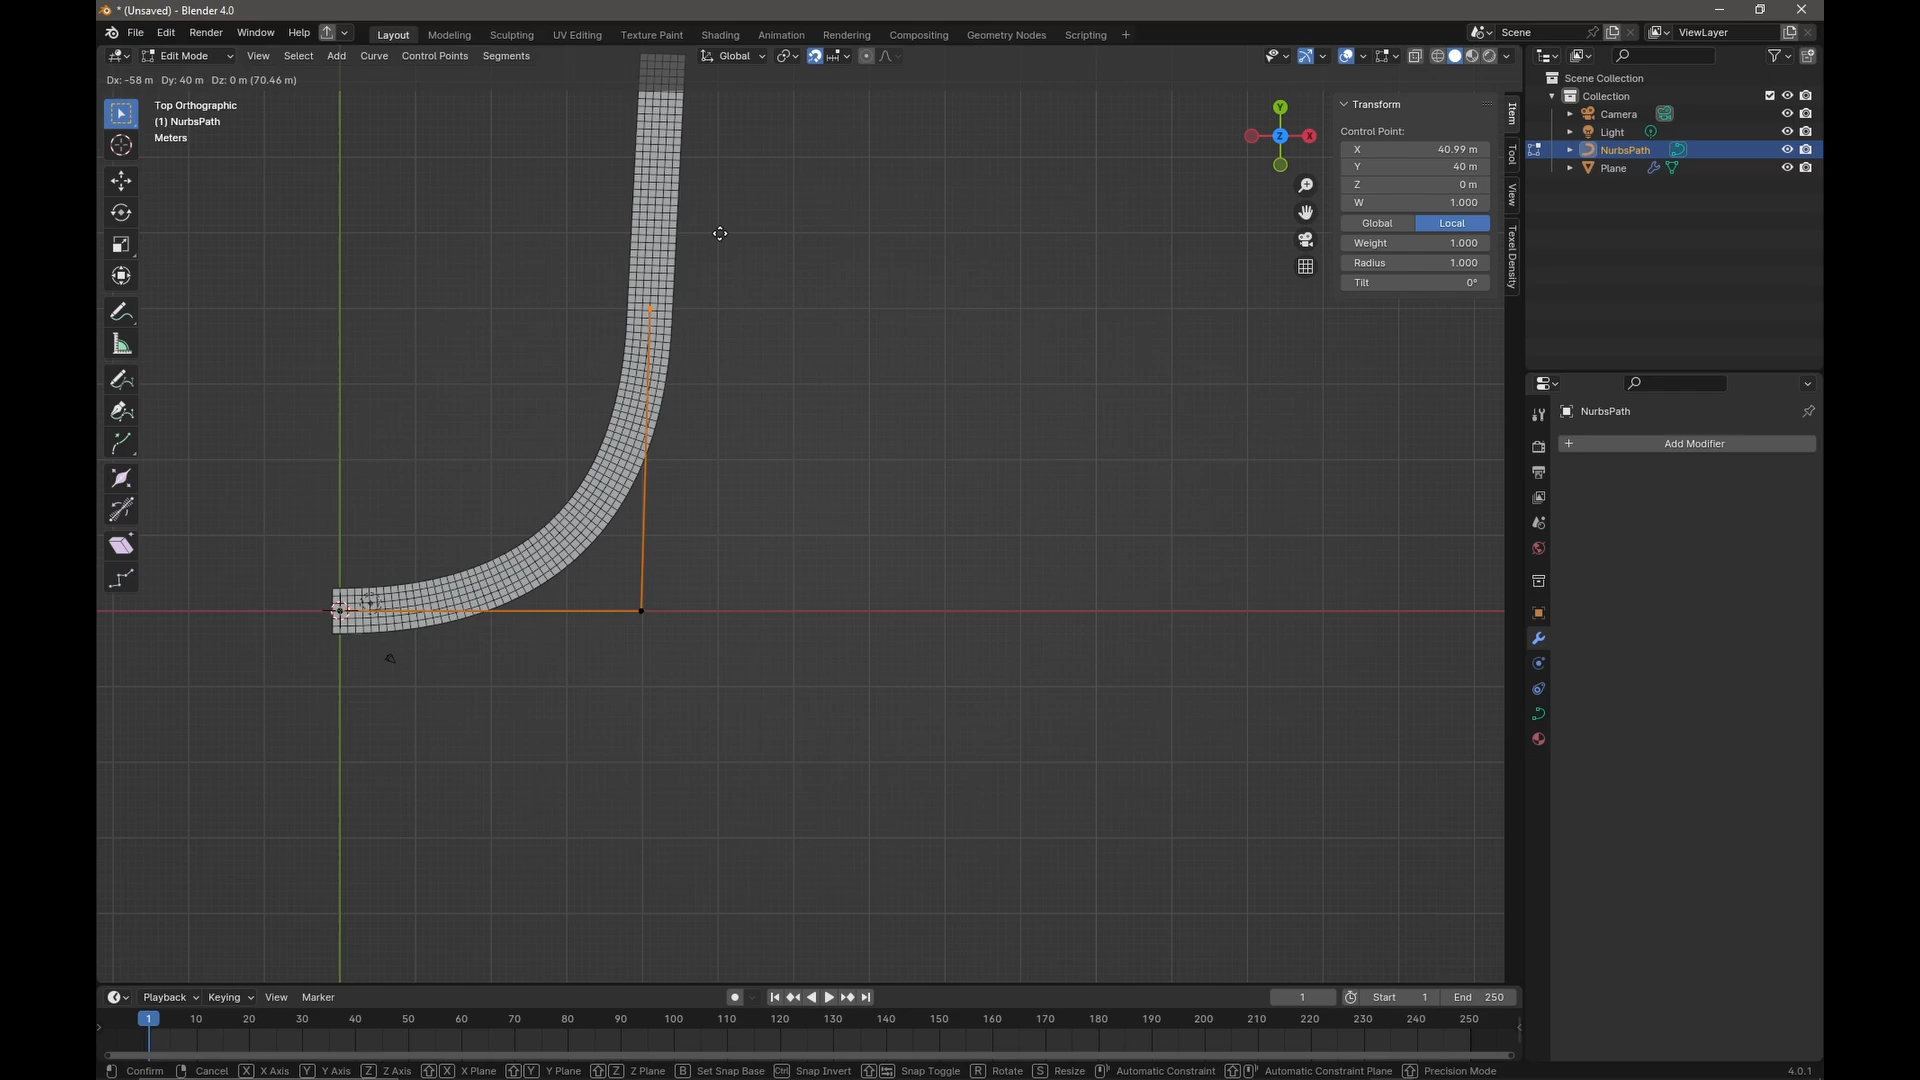 * (Unsaved) - Blender 4.0
File Edit Render Window Help Layout Modeling Sculpting UV Editing Texture Paint Shading Animation Rendering Compositing Geometry Nodes Scripting + Scene ViewLayer
Edit Mode View Select Add Curve Control Points Segments Global
Dx: -58 m Dy: 40 m Dz: 0 m (70.46 m)
Top Orthographic
(1) NurbsPath
Meters
Y
Z
X
Transform
Control Point:
X 40.99 m
Y 40 m
Z 0 m
W 1.000
Global Local
Weight 1.000
Radius 1.000
Tilt 0°
Item
Tool
View
Texel Density
Scene Collection
Collection
Camera
Light
NurbsPath
Plane
NurbsPath
Add Modifier
Playback Keying View Marker 1 Start 1 End 250
1 10 20 30 40 50 60 70 80 90 100 110 120 130 140 150 160 170 180 190 200 210 220 230 240 250
Confirm Cancel X X Axis Y Y Axis Z Z Axis X X Plane Y Y Plane Z Z Plane B Set Snap Base Ctrl Snap Invert Snap Toggle R Rotate S Resize Automatic Constraint Automatic Constraint Plane Precision Mode 4.0.1